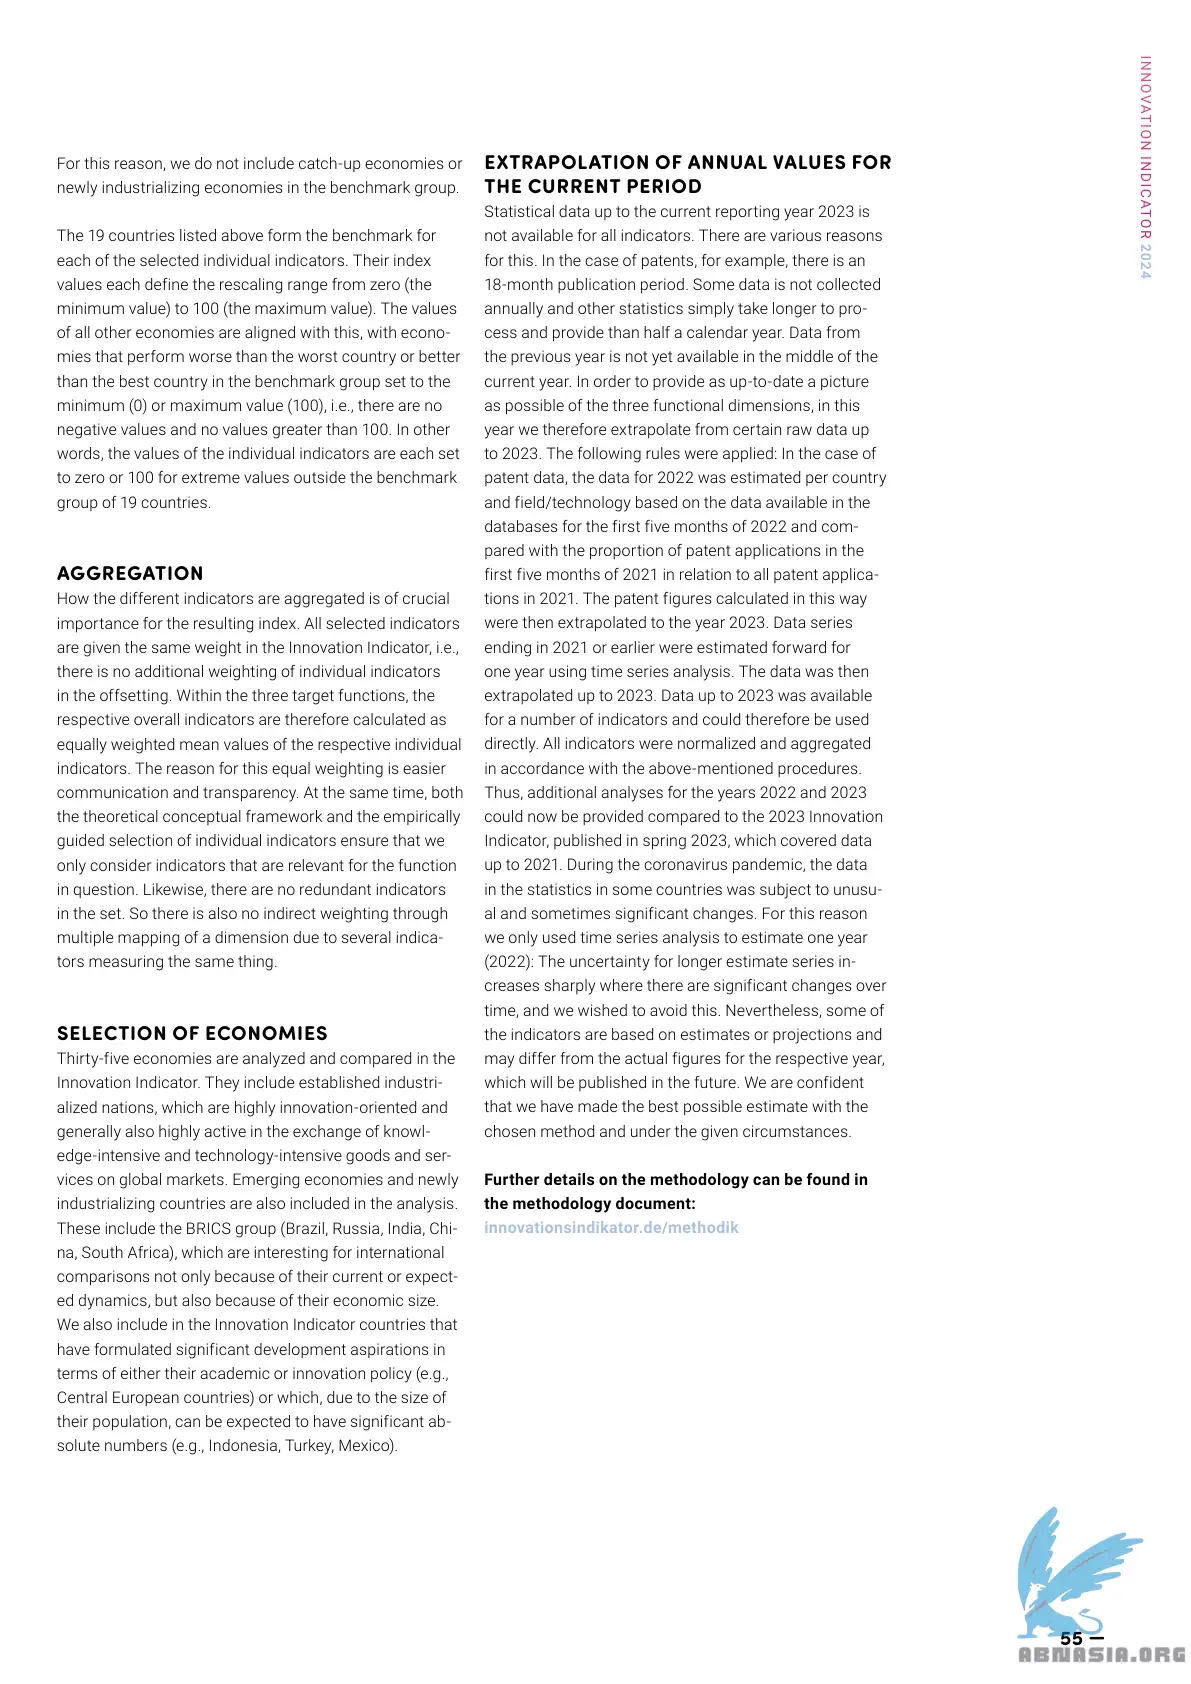 INNOVATION INDICATOR 2024
For this reason, we do not include catch-up economies or
newly industrializing economies in the benchmark group.
The 19 countries listed above form the benchmark for
each of the selected individual indicators. Their index
values each define the rescaling range from zero (the
minimum value) to 100 (the maximum value). The values
of all other economies are aligned with this, with econo-
mies that perform worse than the worst country or better
than the best country in the benchmark group set to the
minimum (0) or maximum value (100), i.e., there are no
negative values and no values greater than 100. In other
words, the values of the individual indicators are each set
to zero or 100 for extreme values outside the benchmark
group of 19 countries.
AGGREGATION
How the different indicators are aggregated is of crucial
importance for the resulting index. All selected indicators
are given the same weight in the Innovation Indicator, i.e.,
there is no additional weighting of individual indicators
in the offsetting. Within the three target functions, the
respective overall indicators are therefore calculated as
equally weighted mean values of the respective individual
indicators. The reason for this equal weighting is easier
communication and transparency. At the same time, both
the theoretical conceptual framework and the empirically
guided selection of individual indicators ensure that we
only consider indicators that are relevant for the function
in question. Likewise, there are no redundant indicators
in the set. So there is also no indirect weighting through
multiple mapping of a dimension due to several indica-
tors measuring the same thing.
SELECTION OF ECONOMIES
Thirty-five economies are analyzed and compared in the
Innovation Indicator. They include established industri-
alized nations, which are highly innovation-oriented and
generally also highly active in the exchange of knowl-
edge-intensive and technology-intensive goods and ser-
vices on global markets. Emerging economies and newly
industrializing countries are also included in the analysis.
These include the BRICS group (Brazil, Russia, India, Chi-
na, South Africa), which are interesting for international
comparisons not only because of their current or expect-
ed dynamics, but also because of their economic size.
We also include in the Innovation Indicator countries that
have formulated significant development aspirations in
terms of either their academic or innovation policy (e.g.,
Central European countries) or which, due to the size of
their population, can be expected to have significant ab-
solute numbers (e.g., Indonesia, Turkey, Mexico).
EXTRAPOLATION OF ANNUAL VALUES FOR
THE CURRENT PERIOD
Statistical data up to the current reporting year 2023 is
not available for all indicators. There are various reasons
for this. In the case of patents, for example, there is an
18-month publication period. Some data is not collected
annually and other statistics simply take longer to pro-
cess and provide than half a calendar year. Data from
the previous year is not yet available in the middle of the
current year. In order to provide as up-to-date a picture
as possible of the three functional dimensions, in this
year we therefore extrapolate from certain raw data up
to 2023. The following rules were applied: In the case of
patent data, the data for 2022 was estimated per country
and field/technology based on the data available in the
databases for the first five months of 2022 and com-
pared with the proportion of patent applications in the
first five months of 2021 in relation to all patent applica-
tions in 2021. The patent figures calculated in this way
were then extrapolated to the year 2023. Data series
ending in 2021 or earlier were estimated forward for
one year using time series analysis. The data was then
extrapolated up to 2023. Data up to 2023 was available
for a number of indicators and could therefore be used
directly. All indicators were normalized and aggregated
in accordance with the above-mentioned procedures.
Thus, additional analyses for the years 2022 and 2023
could now be provided compared to the 2023 Innovation
Indicator, published in spring 2023, which covered data
up to 2021. During the coronavirus pandemic, the data
in the statistics in some countries was subject to unusu-
al and sometimes significant changes. For this reason
we only used time series analysis to estimate one year
(2022): The uncertainty for longer estimate series in-
creases sharply where there are significant changes over
time, and we wished to avoid this. Nevertheless, some of
the indicators are based on estimates or projections and
may differ from the actual figures for the respective year,
which will be published in the future. We are confident
that we have made the best possible estimate with the
chosen method and under the given circumstances.
Further details on the methodology can be found in
the methodology document:
innovationsindikator.de/methodik
55 —
ABNASIA.ORG